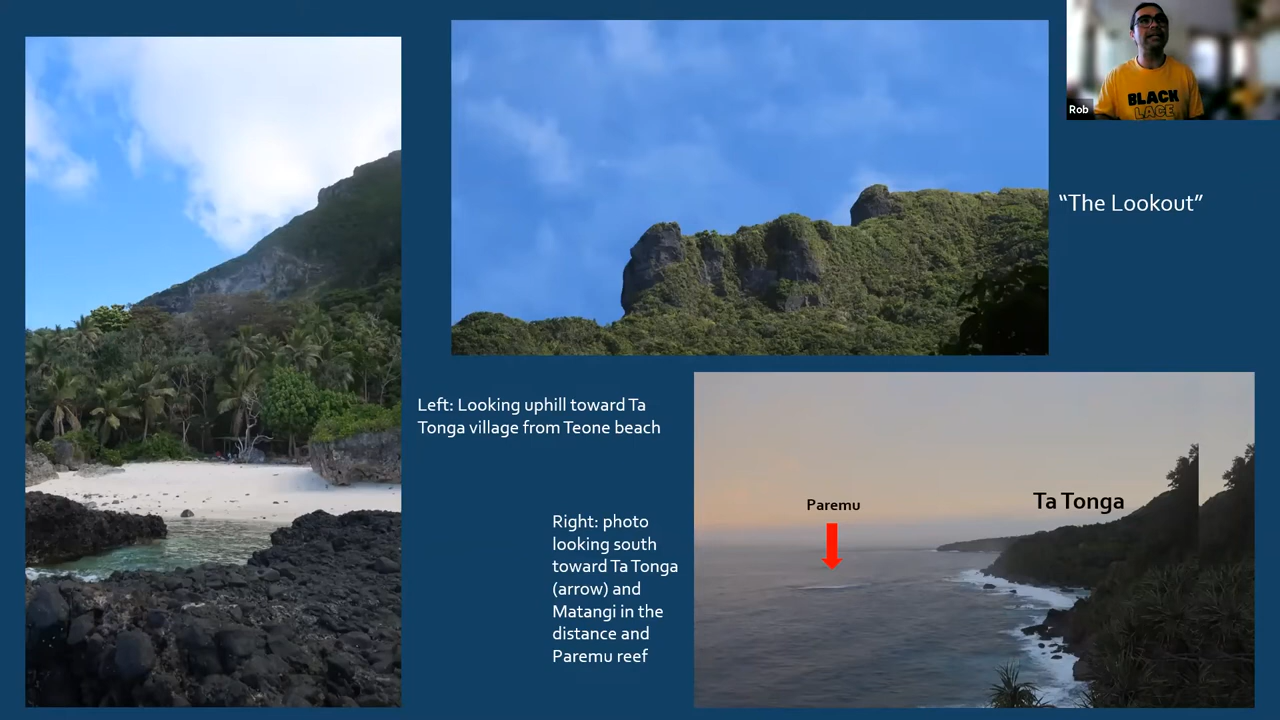 Rob
BLACK
LACE
“The Lookout”
Left: Looking uphill toward Ta
Tonga village from Teone beach
Right: photo
looking south
toward Ta Tonga
(arrow) and
Matangi in the
distance and
Paremu reef
Paremu
Ta Tonga